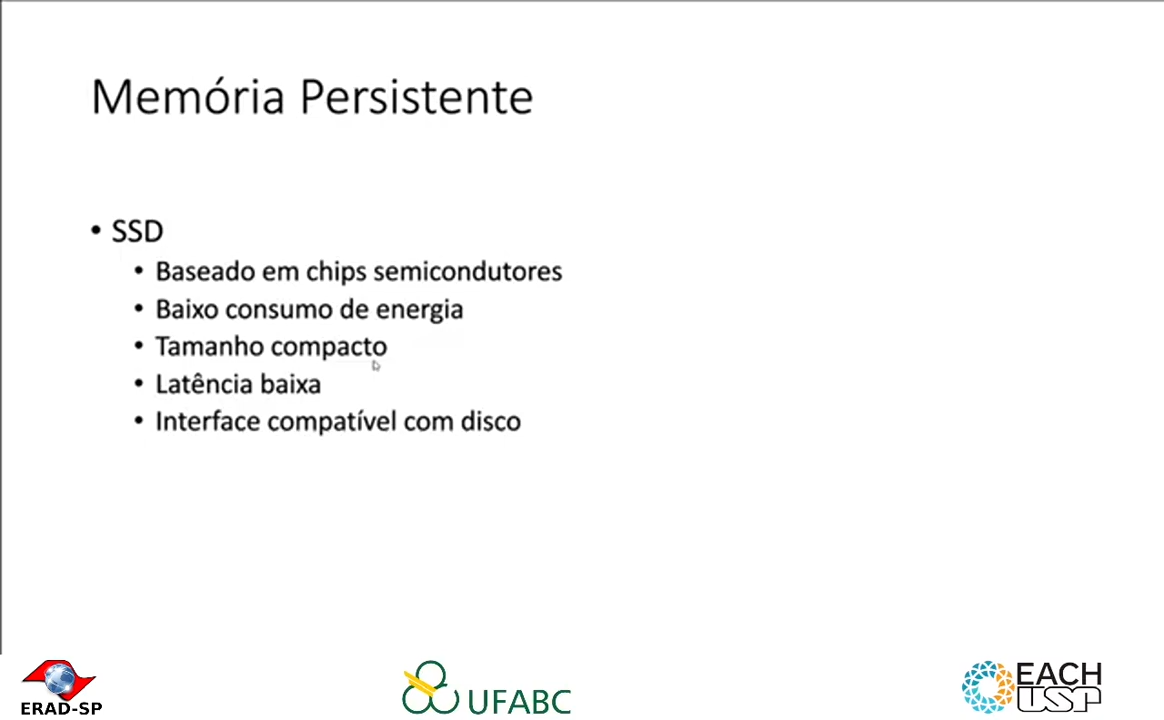 Memória Persistente
• SSD
• Baseado em chips semicondutores
• Baixo consumo de energia
• Tamanho compacto
• Latência baixa
• Interface compatível com disco
ERAD-SP
UFABC
EACH
USP